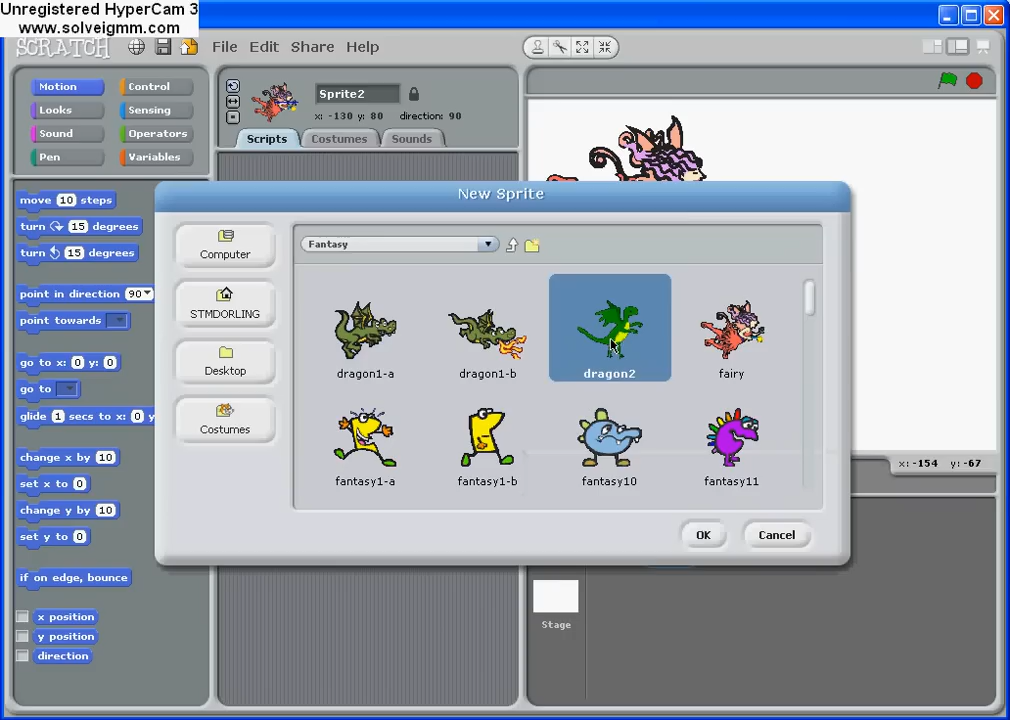 Unregistered HyperCam 3
www.solveigmm.com
SCRATCH
File Edit Share Help
Motion Control
Looks Sensing
Sound Operators
Pen Variables
Sprite2
x: -130 y: 80 direction: 90
Scripts Costumes Sounds
move 10 steps
turn 15 degrees
turn 15 degrees
point in direction 90
point towards
go to x: 0 y: 0
go to
glide 1 secs to x: 0 y
change x by 10
set x to 0
change y by 10
set y to 0
if on edge, bounce
x position
y position
direction
New Sprite
Computer
STMDORLING
Desktop
Costumes
Fantasy
dragon1-a dragon1-b dragon2 fairy
fantasy1-a fantasy1-b fantasy10 fantasy11
OK Cancel
x: -154 y: -67
Stage